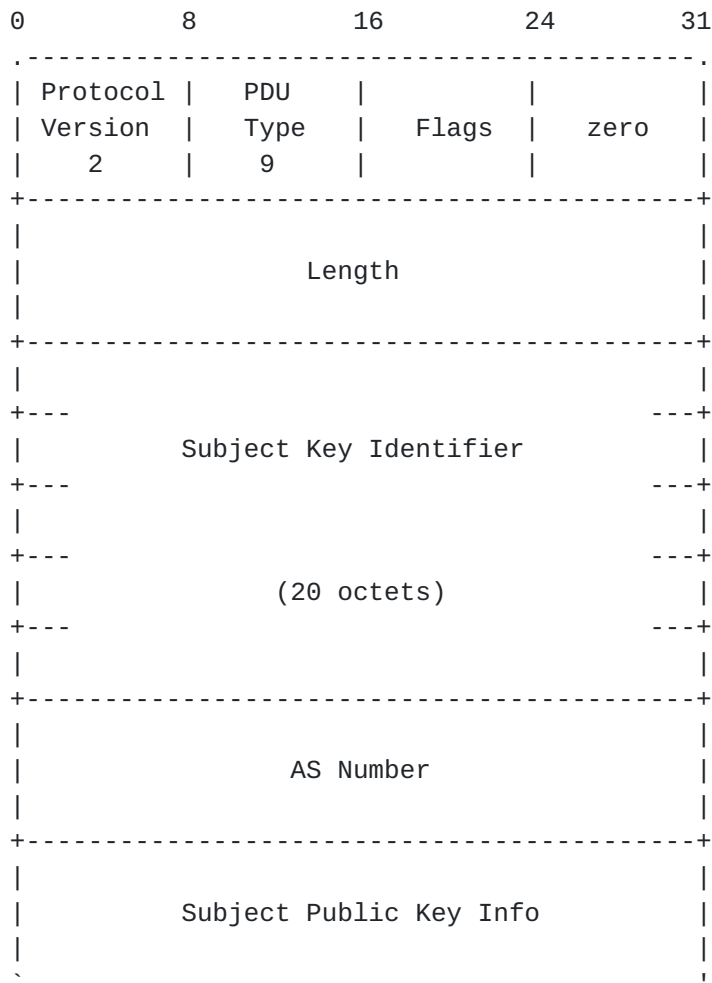 0          8          16         24        31
.-------------------------------------------.
| Protocol |   PDU    |          |          |
| Version  |   Type   |   Flags  |   zero   |
|    2     |    9     |          |          |
+-------------------------------------------+
|                                           |
|                  Length                   |
|                                           |
+-------------------------------------------+
|                                           |
+---                                     ---+
|          Subject Key Identifier           |
+---                                     ---+
|                                           |
+---                                     ---+
|                (20 octets)                |
+---                                     ---+
|                                           |
+-------------------------------------------+
|                                           |
|                 AS Number                 |
|                                           |
+-------------------------------------------+
|                                           |
|          Subject Public Key Info          |
|                                           |
`                                           '